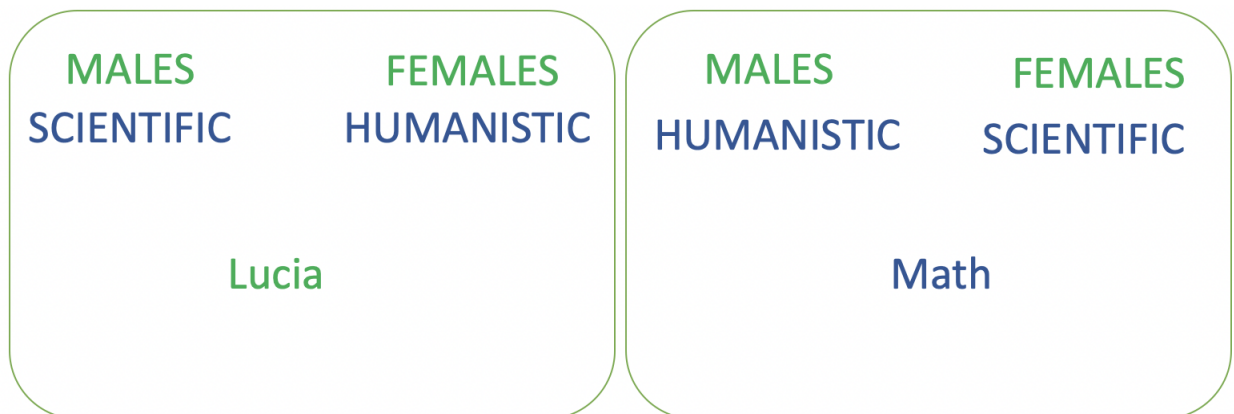 MALES FEMALES
SCIENTIFIC HUMANISTIC
Lucia
MALES FEMALES
HUMANISTIC SCIENTIFIC
Math